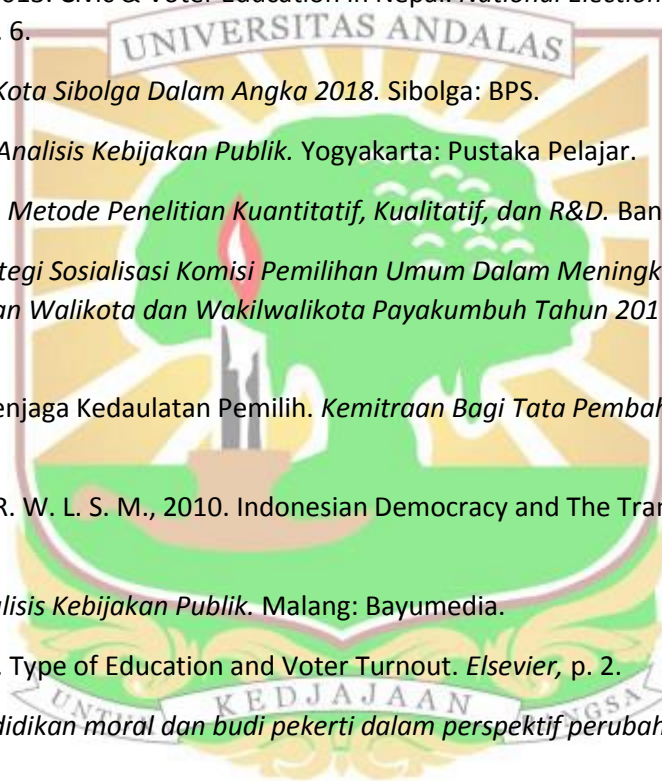 013. Civic & Voter Education in Nepal. National Election
. 6.
UNIVERSITAS ANDALAS
Kota Sibolga Dalam Angka 2018. Sibolga: BPS.
Analisis Kebijakan Publik. Yogyakarta: Pustaka Pelajar.
Metode Penelitian Kuantitatif, Kualitatif, dan R&D. Ban
tegi Sosialisasi Komisi Pemilihan Umum Dalam Meningk
an Walikota dan Wakilwalikota Payakumbuh Tahun 201
enjaga Kedaulatan Pemilih. Kemitraan Bagi Tata Pembah
R. W. L. S. M., 2010. Indonesian Democracy and The Tran
alisis Kebijakan Publik. Malang: Bayumedia.
. Type of Education and Voter Turnout. Elsevier, p. 2.
UNTUK KEDJAJAAN BANGSA
didikan moral dan budi pekerti dalam perspektif perubah